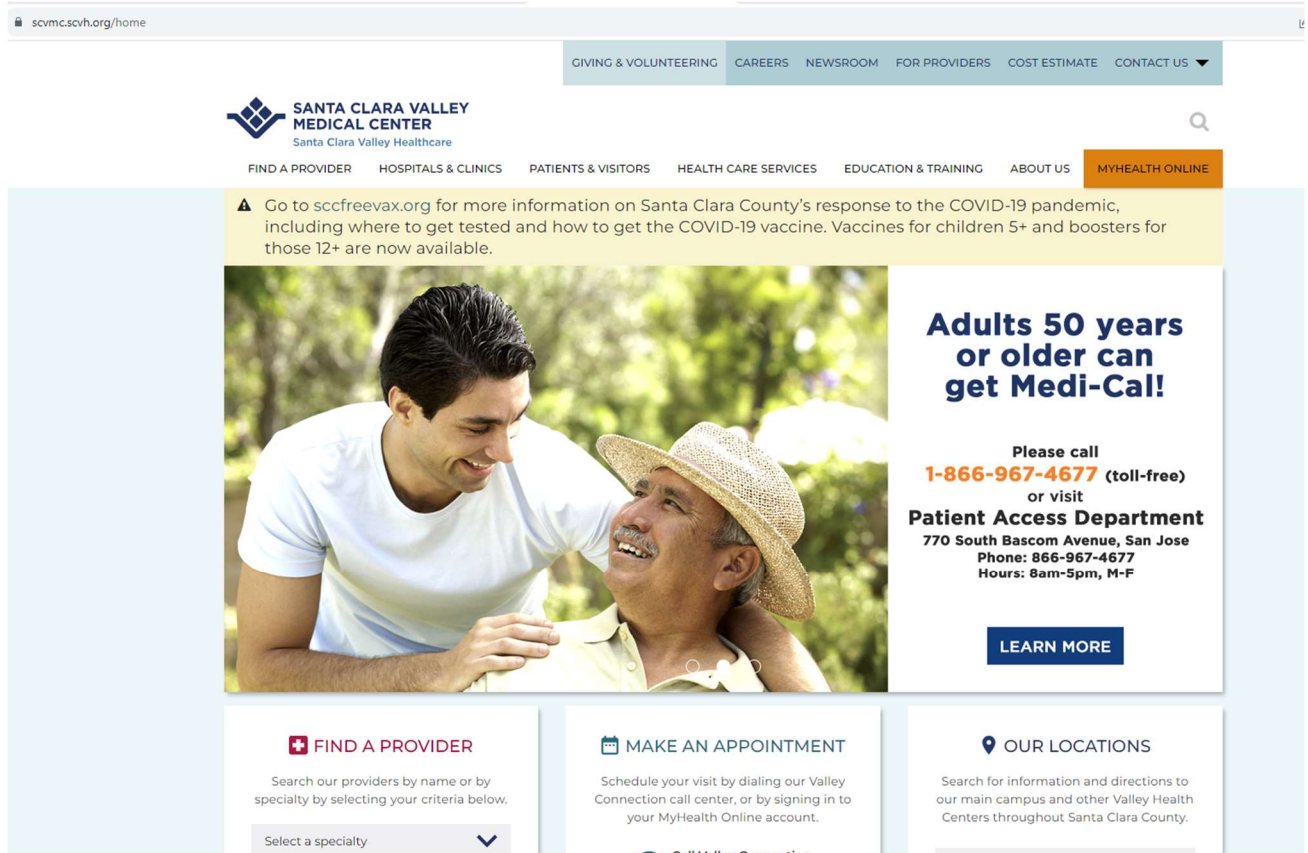 scvmc.scvh.org/home
GIVING & VOLUNTEERING CAREERS NEWSROOM FOR PROVIDERS COST ESTIMATE CONTACT US
SANTA CLARA VALLEY
MEDICAL CENTER
Santa Clara Valley Healthcare
FIND A PROVIDER HOSPITALS & CLINICS PATIENTS & VISITORS HEALTH CARE SERVICES EDUCATION & TRAINING ABOUT US MYHEALTH ONLINE
Go to sccfreevax.org for more information on Santa Clara County’s response to the COVID-19 pandemic,
including where to get tested and how to get the COVID-19 vaccine. Vaccines for children 5+ and boosters for
those 12+ are now available.
Adults 50 years
or older can
get Medi-Cal!
Please call
1-866-967-4677 (toll-free)
or visit
Patient Access Department
770 South Bascom Avenue, San Jose
Phone: 866-967-4677
Hours: 8am-5pm, M-F
LEARN MORE
FIND A PROVIDER
Search our providers by name or by
specialty by selecting your criteria below.
Select a specialty
MAKE AN APPOINTMENT
Schedule your visit by dialing our Valley
Connection call center, or by signing in to
your MyHealth Online account.
Call Valley Connection
OUR LOCATIONS
Search for information and directions to
our main campus and other Valley Health
Centers throughout Santa Clara County.